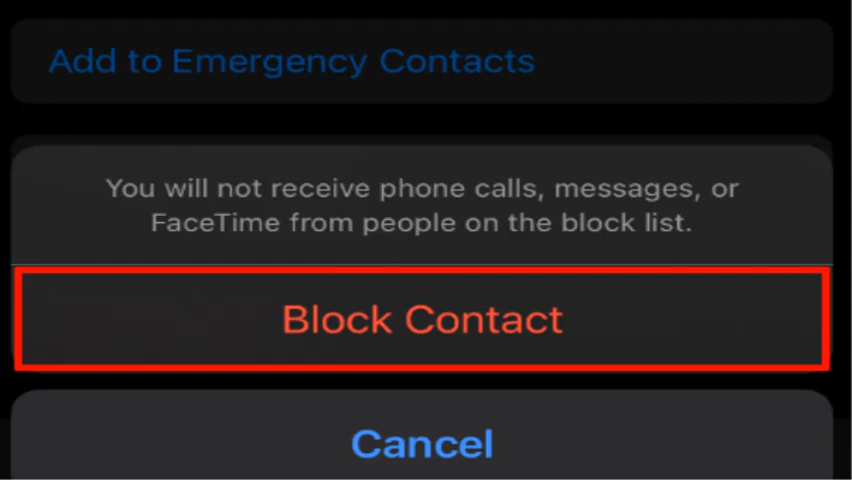 Add to Emergency Contacts
You will not receive phone calls, messages, or
FaceTime from people on the block list.
Block Contact
Cancel